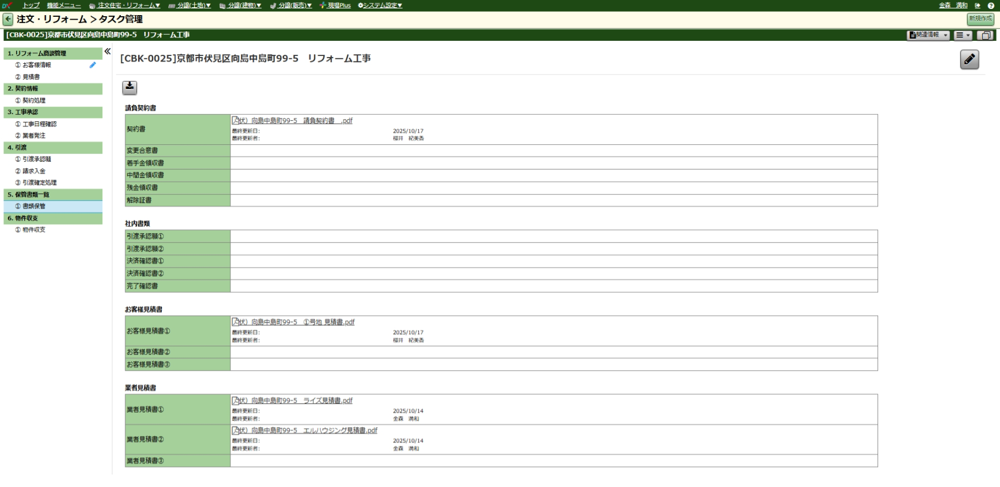 DX トップ 機能メニュー 注文住宅・リフォーム▼ 分譲(土地)▼ 分譲(建物)▼ 分譲(販売)▼ 現場Plus システム設定▼ 金森 満和
注文・リフォーム ＞タスク管理 新規作成
[CBK-0025]京都市伏見区向島中島町99-5 リフォーム工事 関連情報
1. リフォーム商談管理
① お客様情報
② 見積書
2. 契約情報
① 契約処理
3. 工事承認
① 工事日程確認
② 業者発注
4. 引渡
① 引渡承認願
② 請求入金
③ 引渡確定処理
5. 保管書類一覧
① 書類保管
6. 物件収支
① 物件収支
[CBK-0025]京都市伏見区向島中島町99-5 リフォーム工事
請負契約書
契約書
伏）向島中島町99-5 請負契約書 .pdf
最終更新日: 2025/10/17
最終更新者: 櫻井 紀美香
変更合意書
着手金領収書
中間金領収書
残金領収書
解除証書
社内書類
引渡承認願①
引渡承認願②
決済確認書①
決済確認書②
完了確認書
お客様見積書
お客様見積書①
伏）向島中島町99-5 ①号地 見積書.pdf
最終更新日: 2025/10/17
最終更新者: 櫻井 紀美香
お客様見積書②
お客様見積書③
業者見積書
業者見積書①
伏）向島中島町99-5 ライズ見積書.pdf
最終更新日: 2025/10/14
最終更新者: 金森 満和
業者見積書②
伏）向島中島町99-5 エルハウジング見積書.pdf
最終更新日: 2025/10/14
最終更新者: 金森 満和
業者見積書③